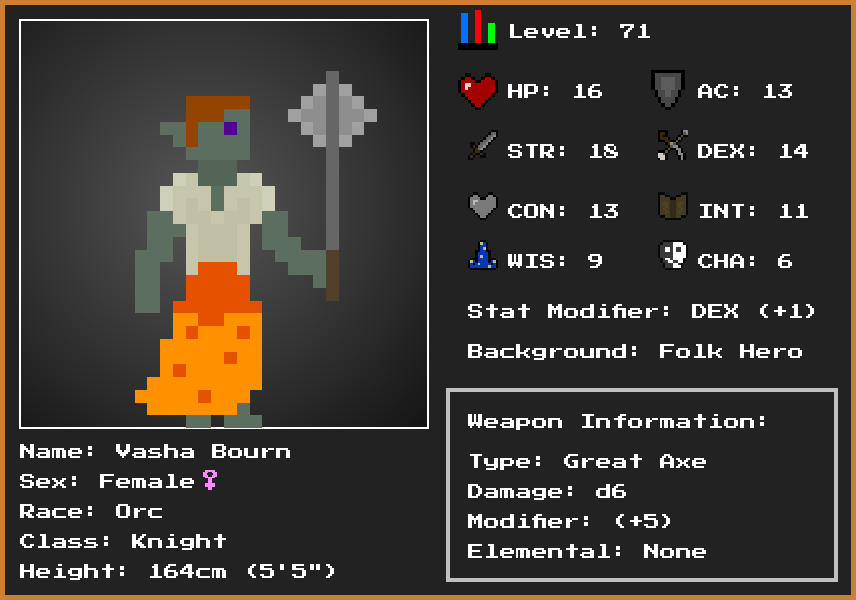 Level: 71
HP: 16 AC: 13
STR: 18 DEX: 14
CON: 13 INT: 11
WIS: 9 CHA: 6
Stat Modifier: DEX (+1)
Background: Folk Hero
Weapon Information:
Type: Great Axe
Damage: d6
Modifier: (+5)
Elemental: None
Name: Vasha Bourn
Sex: Female♀
Race: Orc
Class: Knight
Height: 164cm (5'5")